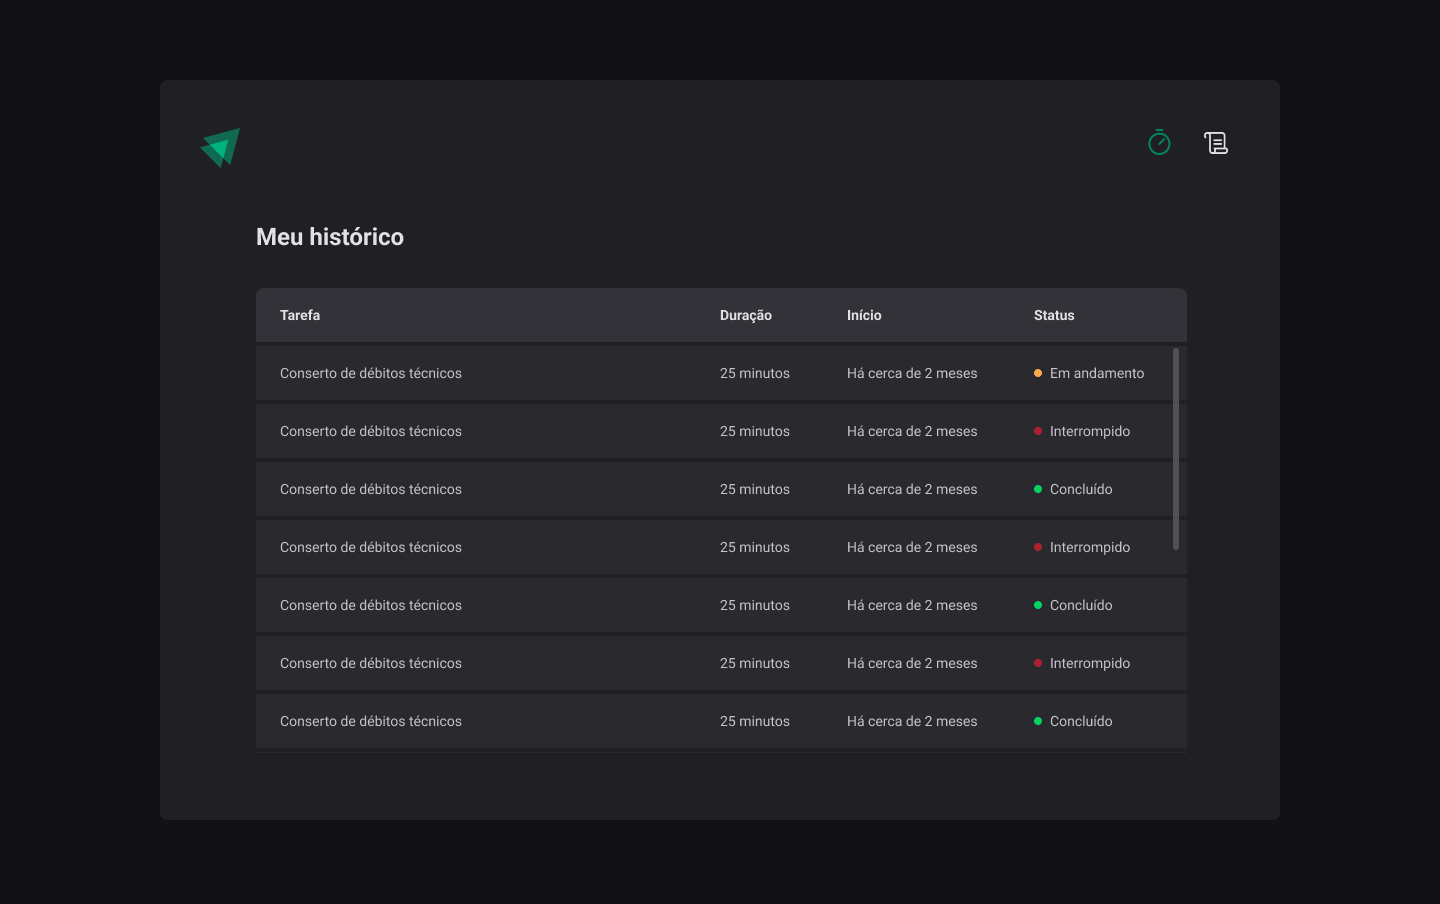 Meu histórico
Tarefa Duração Início Status
Conserto de débitos técnicos 25 minutos Há cerca de 2 meses Em andamento
Conserto de débitos técnicos 25 minutos Há cerca de 2 meses Interrompido
Conserto de débitos técnicos 25 minutos Há cerca de 2 meses Concluído
Conserto de débitos técnicos 25 minutos Há cerca de 2 meses Interrompido
Conserto de débitos técnicos 25 minutos Há cerca de 2 meses Concluído
Conserto de débitos técnicos 25 minutos Há cerca de 2 meses Interrompido
Conserto de débitos técnicos 25 minutos Há cerca de 2 meses Concluído